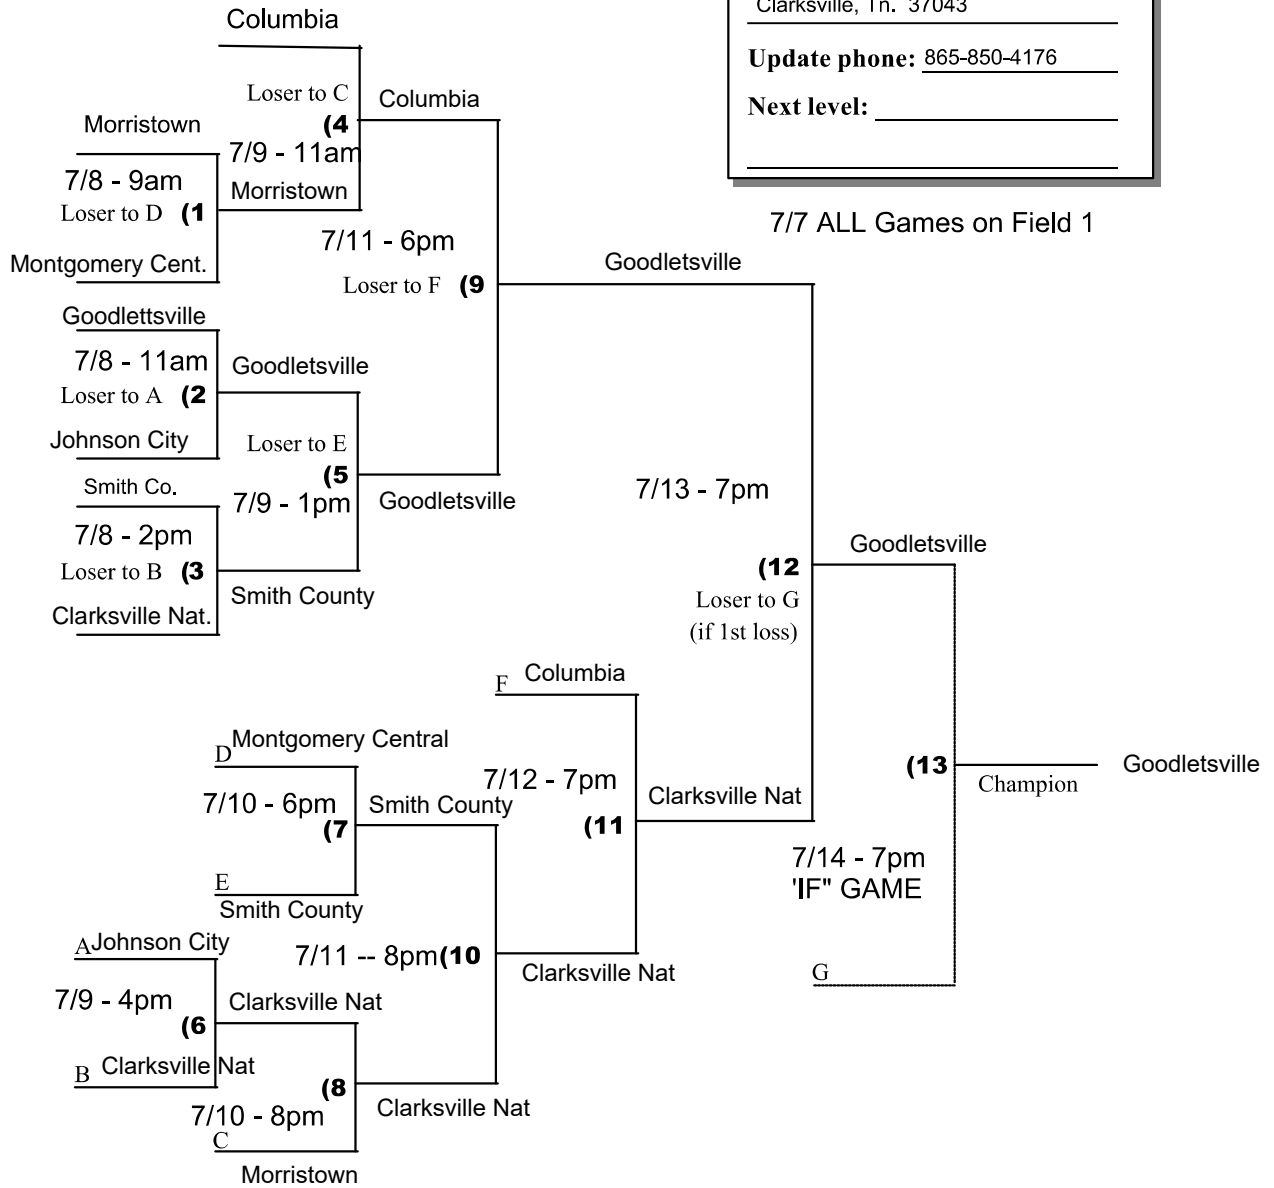 Columbia
Clarksville, Tn. 37043
Update phone: 865-850-4176
Next level:
7/7 ALL Games on Field 1
Loser to C
(4
7/9 - 11am
Columbia
Morristown
7/8 - 9am
Loser to D (1
Morristown
Montgomery Cent.
7/11 - 6pm
Loser to F (9
Goodletsville
Goodlettsville
7/8 - 11am
Loser to A (2
Goodletsville
Johnson City
Loser to E
(5
7/9 - 1pm
Goodletsville
Smith Co.
7/8 - 2pm
Loser to B (3
Smith County
Clarksville Nat.
7/13 - 7pm
(12
Loser to G
(if 1st loss)
Goodletsville
F Columbia
7/12 - 7pm
(11
Clarksville Nat
D Montgomery Central
7/10 - 6pm
(7
Smith County
E
Smith County
7/11 -- 8pm(10
Clarksville Nat
A Johnson City
7/9 - 4pm
(6
Clarksville Nat
B Clarksville Nat
(8
7/10 - 8pm
Clarksville Nat
C
Morristown
(13
Champion
Goodletsville
7/14 - 7pm
'IF" GAME
G